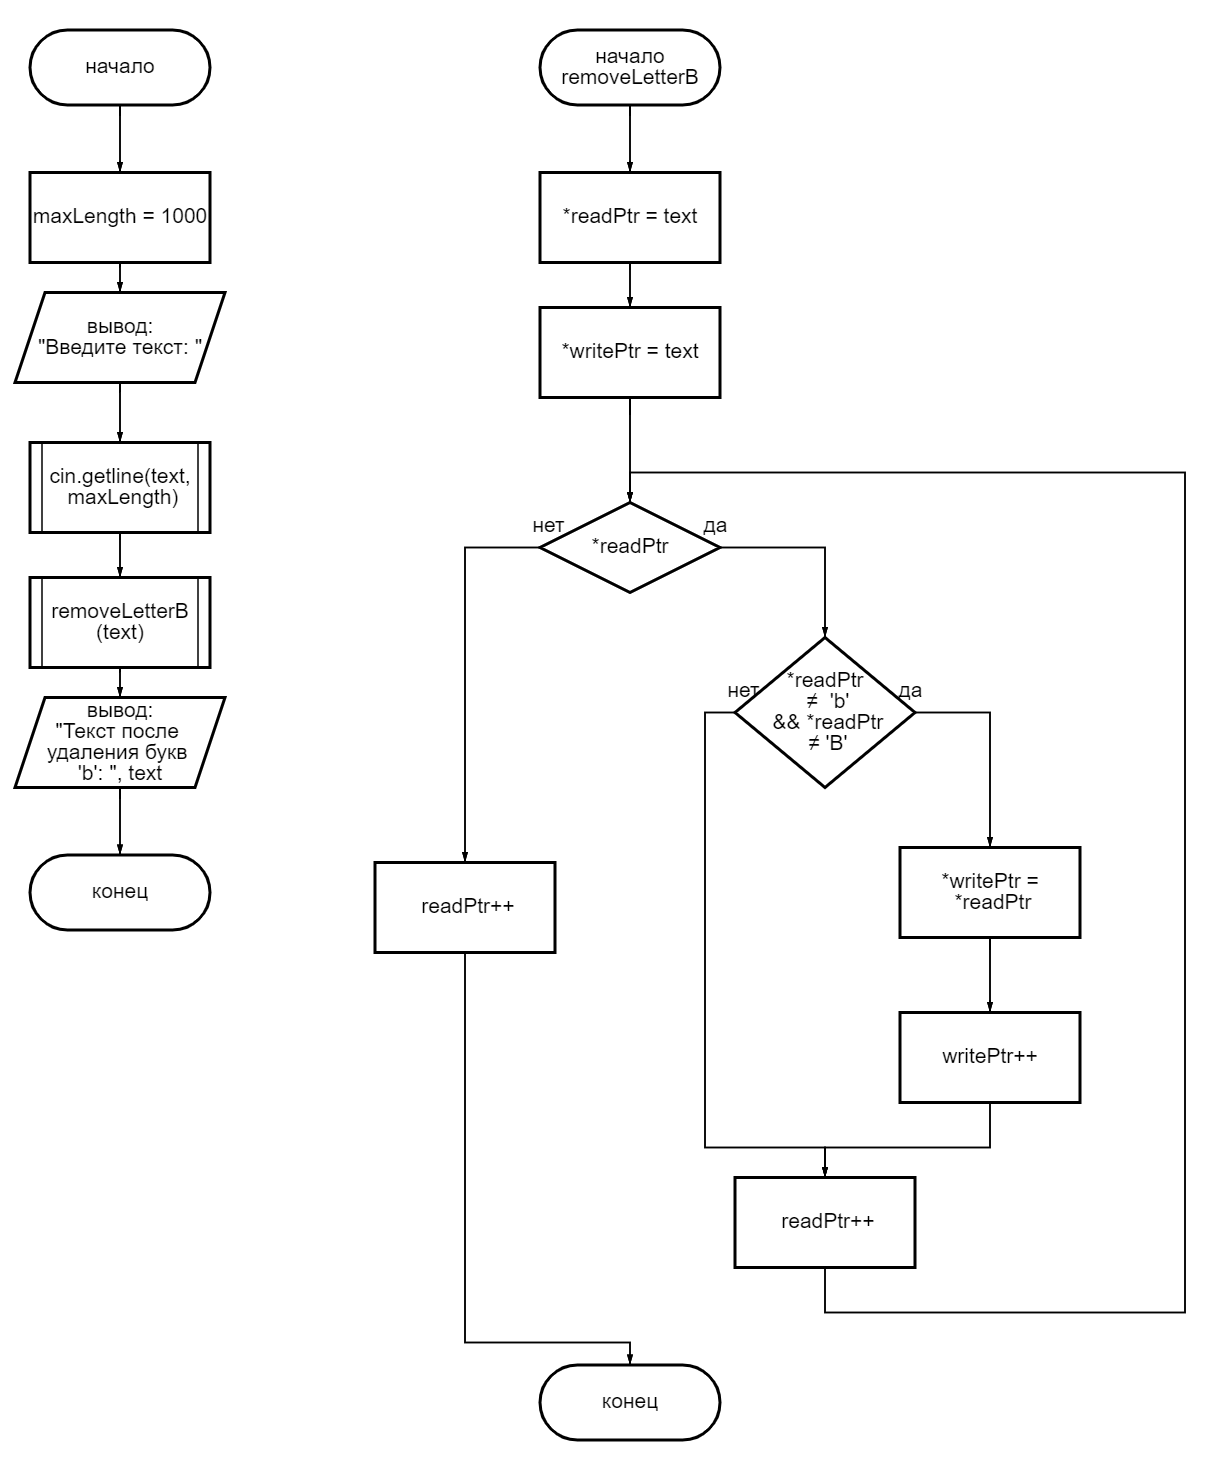 начало
maxLength = 1000
вывод:
"Введите текст: "
cin.getline(text,
maxLength)
removeLetterB
(text)
вывод:
"Текст после
удаления букв
'b': ", text
конец
начало
removeLetterB
*readPtr = text
*writePtr = text
нет
*readPtr
да
нет
*readPtr
≠ 'b'
&& *readPtr
≠ 'B'
да
*writePtr =
*readPtr
readPtr++
writePtr++
readPtr++
конец